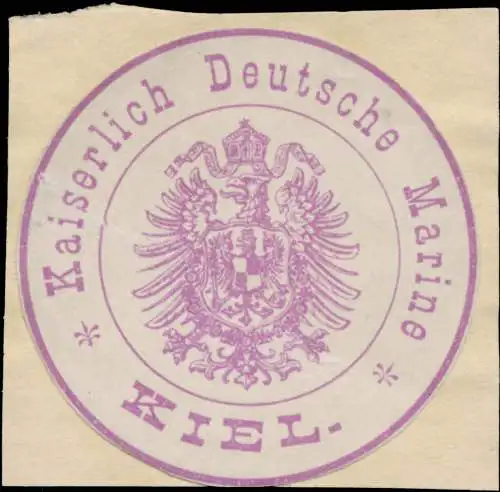 * Kaiserlich Deutsche Marine *
KIEL.